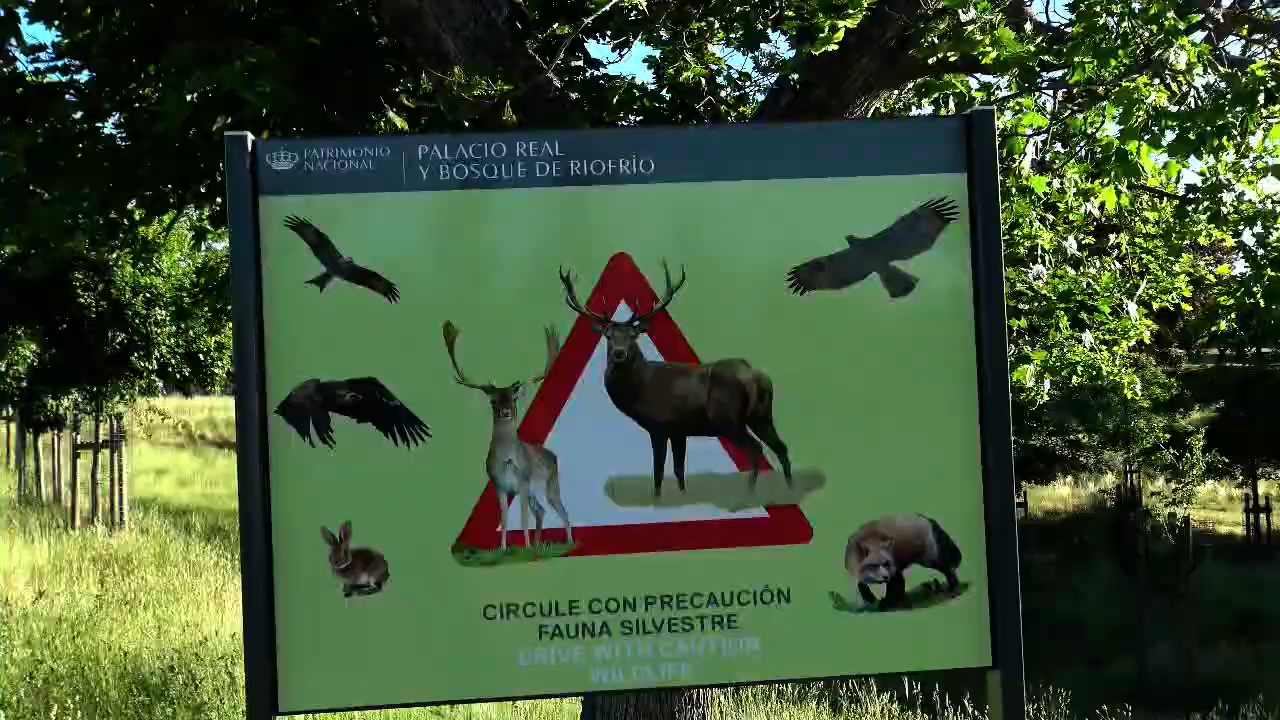 PATRIMONIO
NACIONAL
PALACIO REAL
Y BOSQUE DE RIOFRÍO
CIRCULE CON PRECAUCIÓN
FAUNA SILVESTRE
DRIVE WITH CAUTION
WILDLIFE